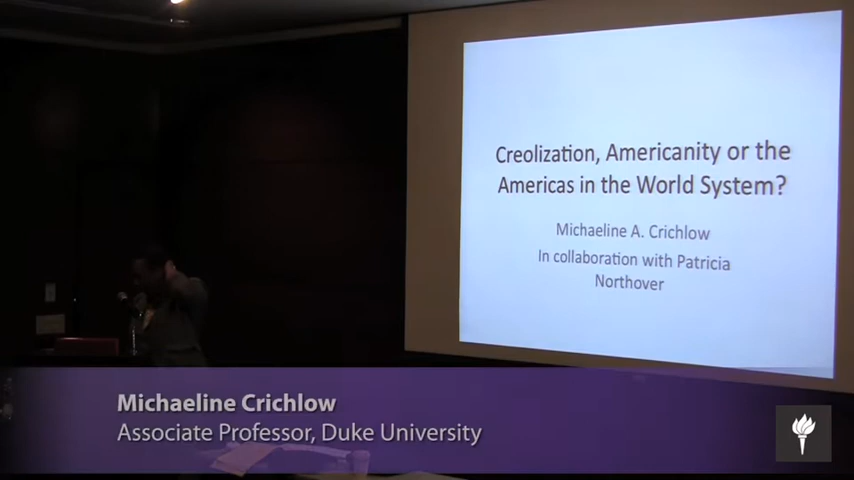 Creolization, Americanity or the
Americas in the World System?
Michaeline A. Crichlow
In collaboration with Patricia
Northover
Michaeline Crichlow
Associate Professor, Duke University